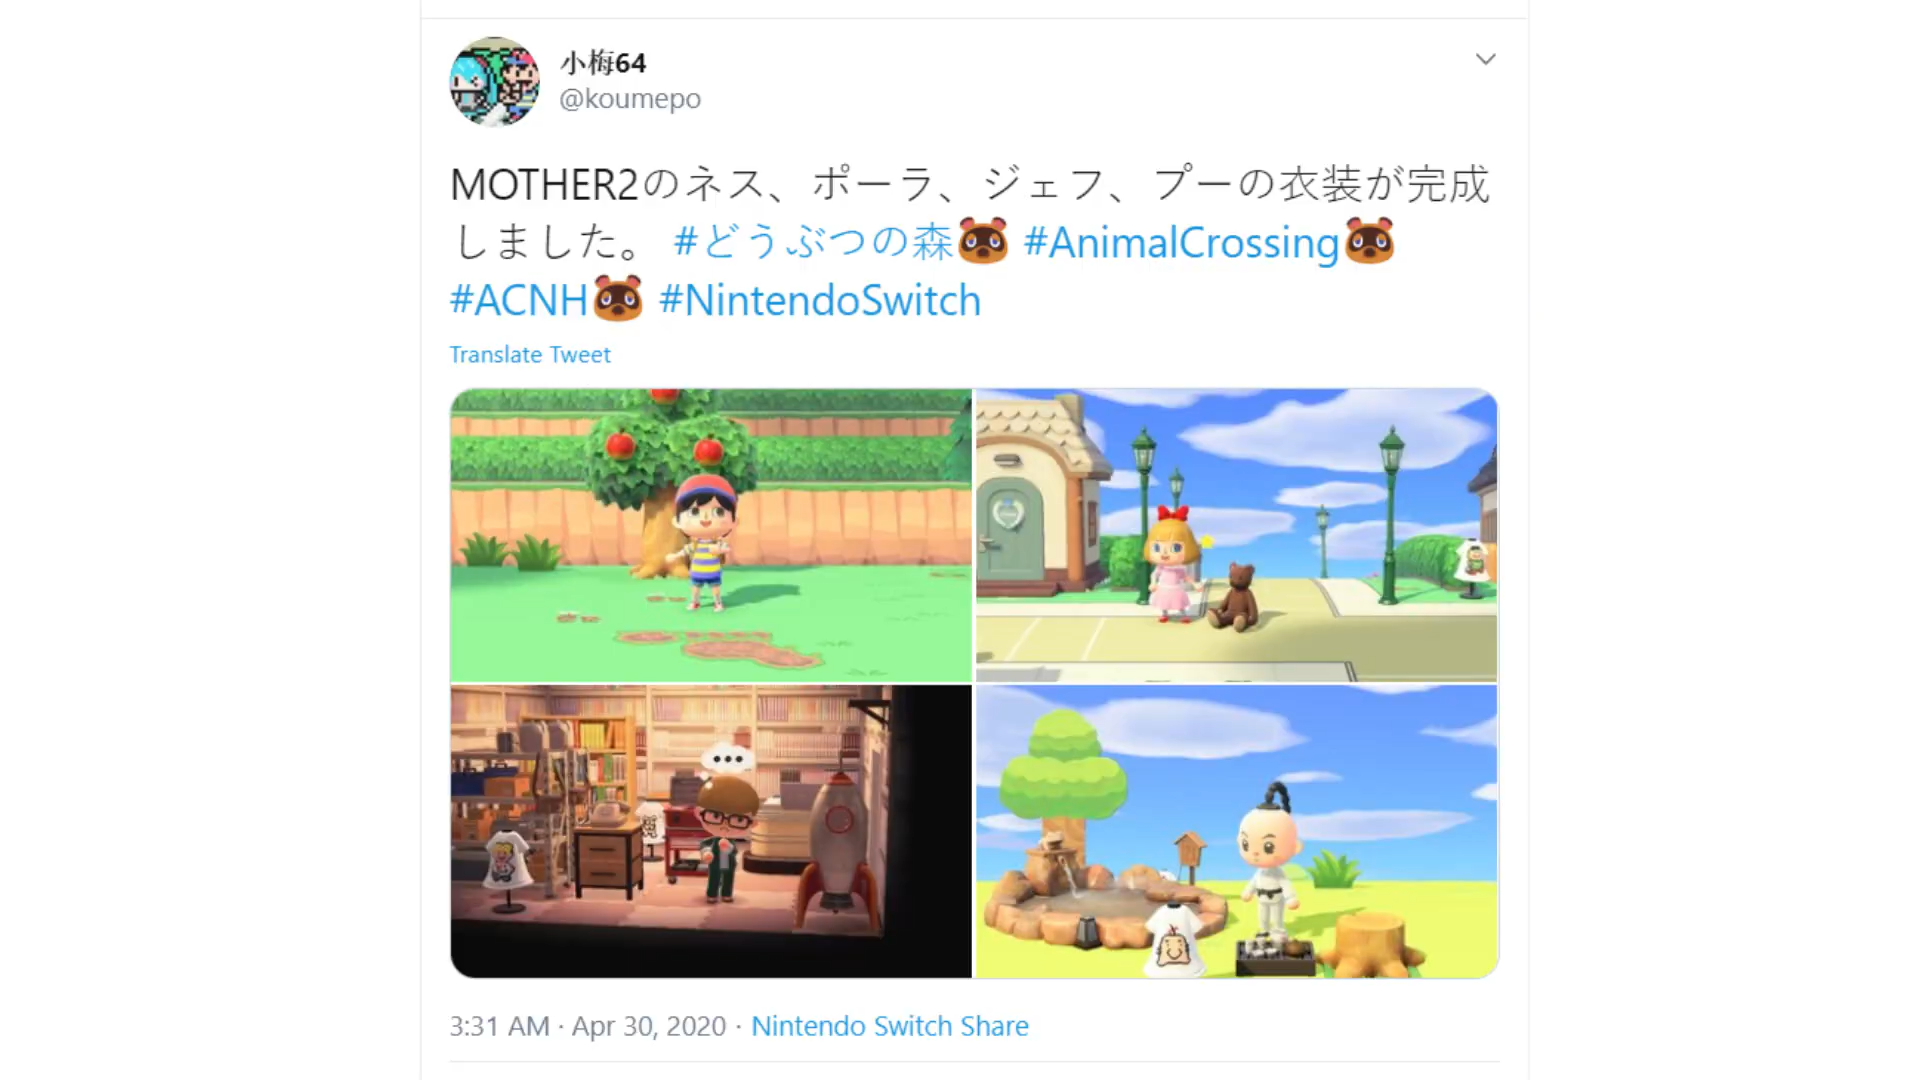 小梅64
@koumepo
MOTHER2のネス、ポーラ、ジェフ、プーの衣装が完成
しました。 #どうぶつの森 #AnimalCrossing
#ACNH #NintendoSwitch
Translate Tweet
3:31 AM · Apr 30, 2020 · Nintendo Switch Share